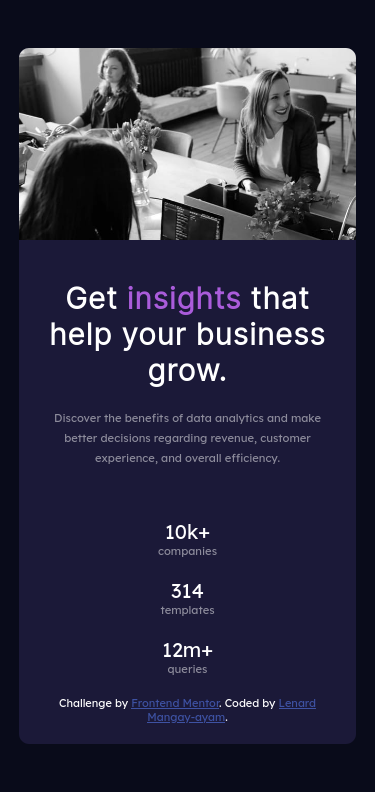 Get insights that
help your business
grow.
Discover the benefits of data analytics and make
better decisions regarding revenue, customer
experience, and overall efficiency.
10k+
companies
314
templates
12m+
queries
Challenge by Frontend Mentor. Coded by Lenard
Mangay-ayam.